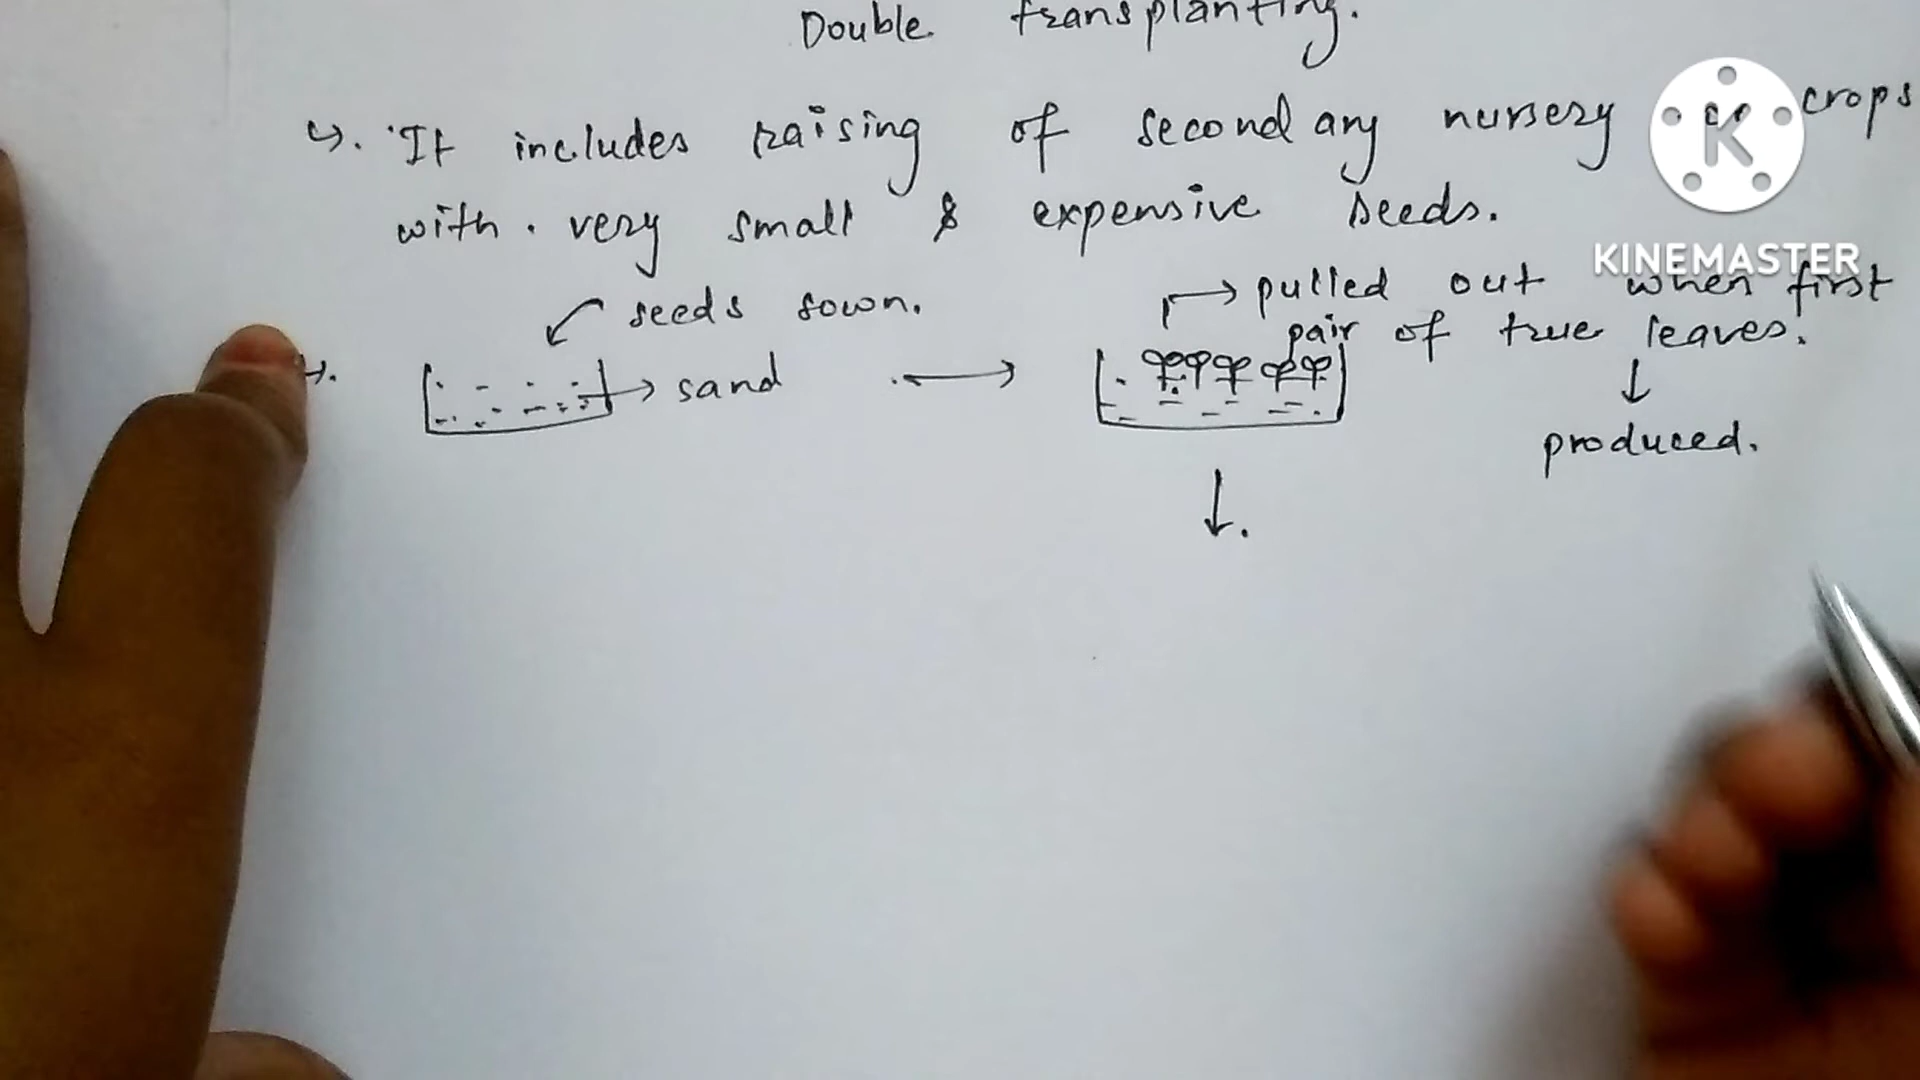 Double transplanting.
↳. It includes raising of secondary nursery crops
with. very small & expensive seeds.
KINEMASTER
seeds sown.
→ pulled out when first
pair of true leaves.
→ sand
produced.